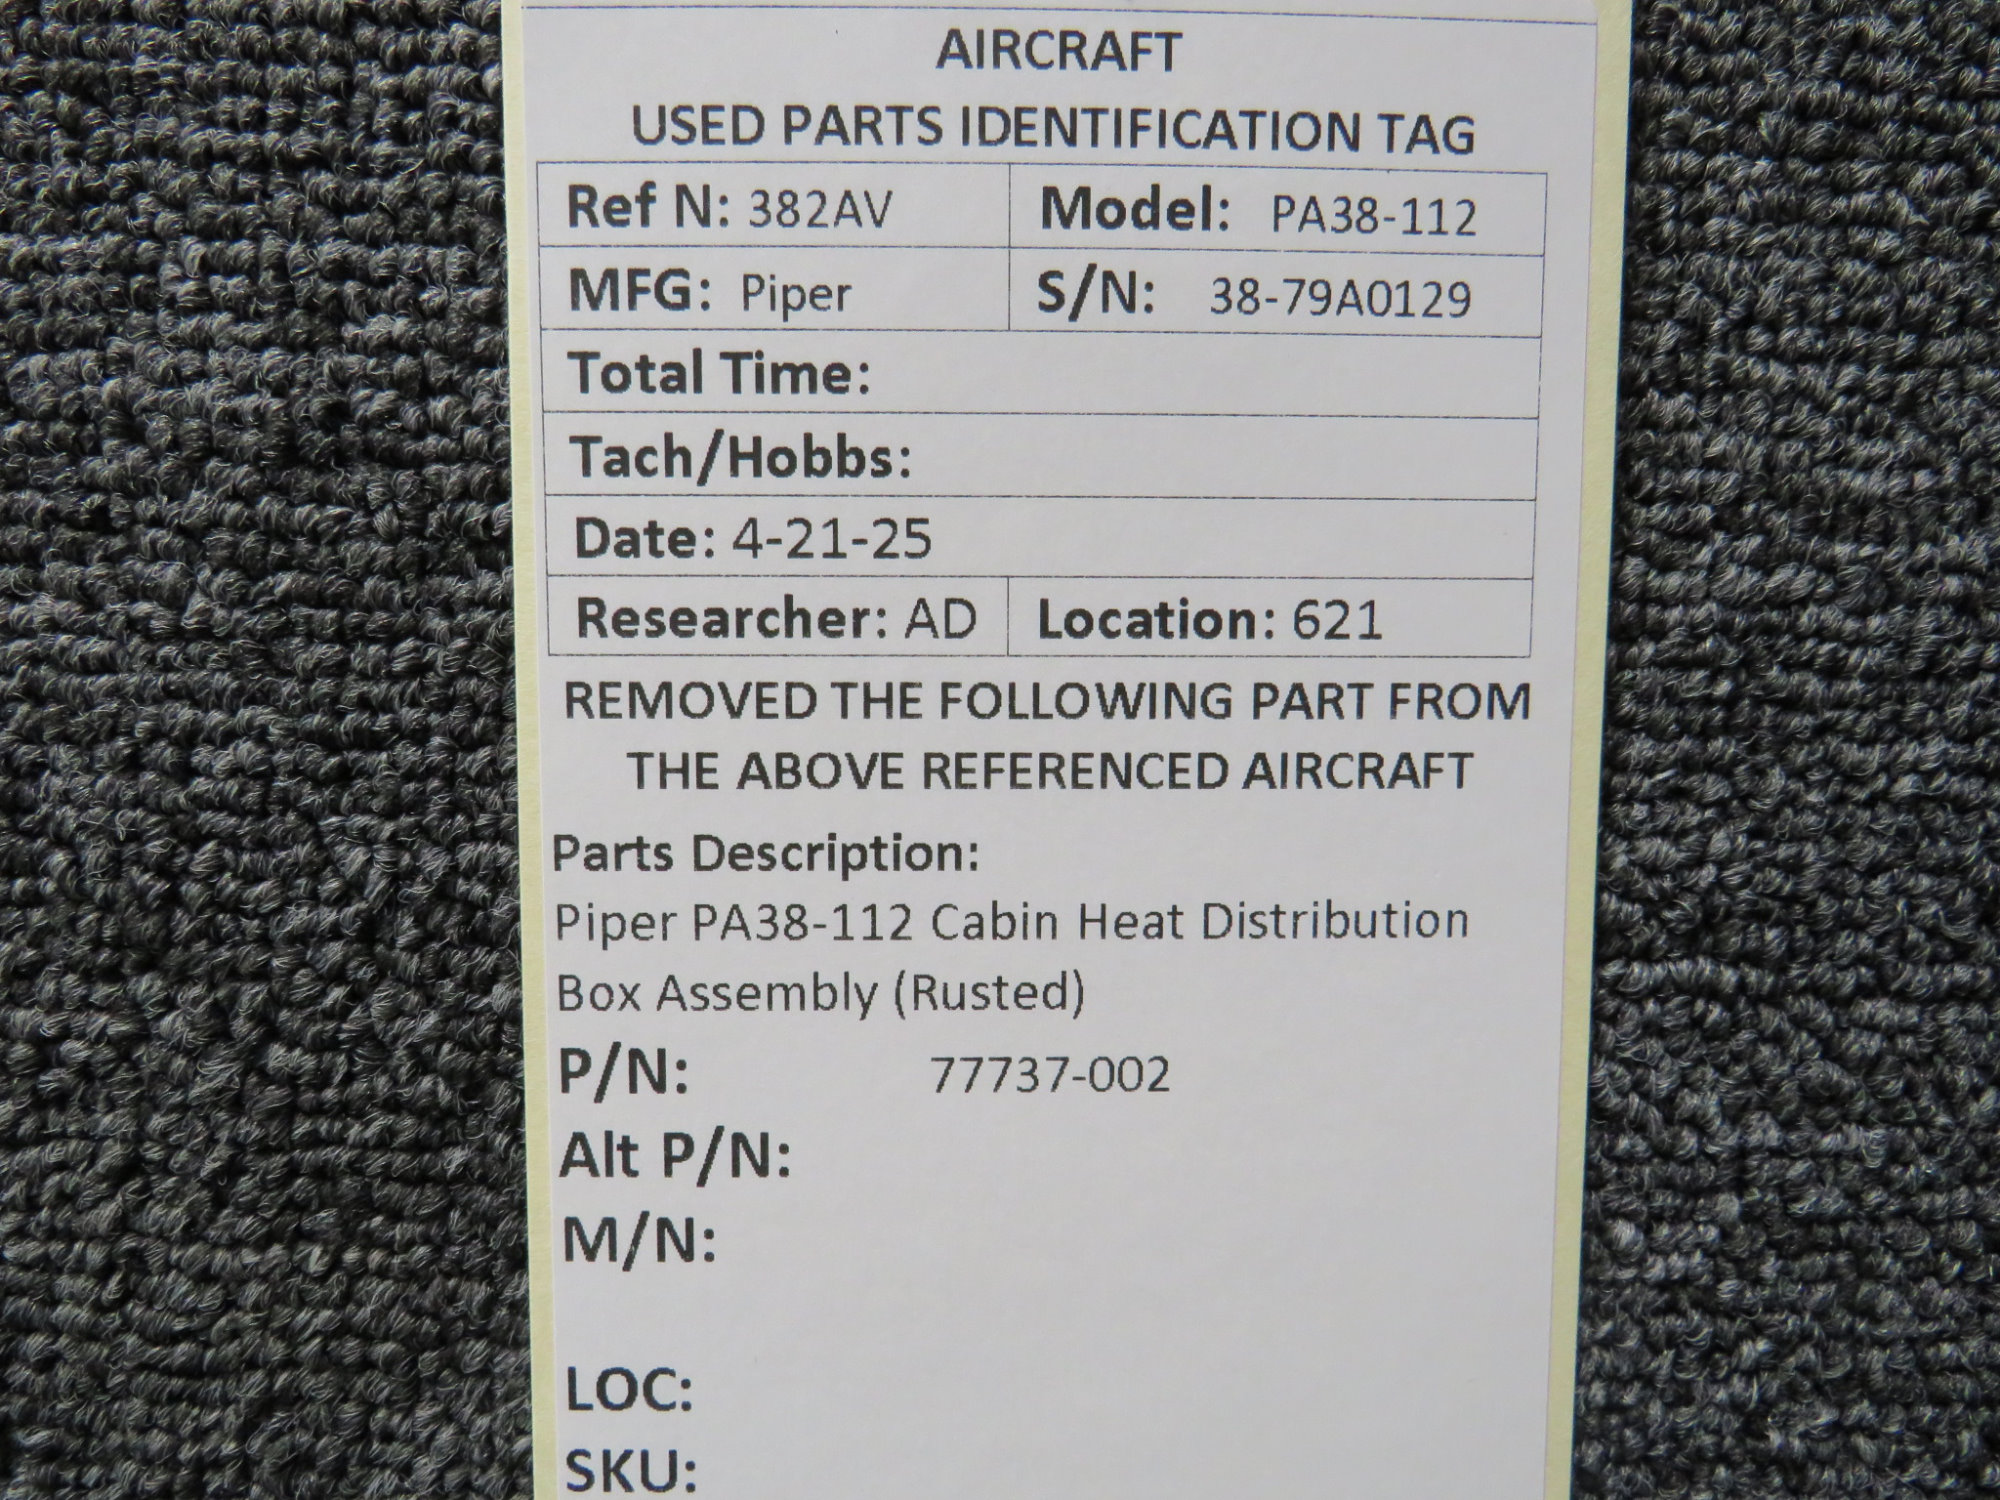 AIRCRAFT
USED PARTS IDENTIFICATION TAG
Ref N: 382AV Model: PA38-112
MFG: Piper S/N: 38-79A0129
Total Time:
Tach/Hobbs:
Date: 4-21-25
Researcher: AD Location: 621
REMOVED THE FOLLOWING PART FROM
THE ABOVE REFERENCED AIRCRAFT
Parts Description:
Piper PA38-112 Cabin Heat Distribution
Box Assembly (Rusted)
P/N: 77737-002
Alt P/N:
M/N:
LOC:
SKU: